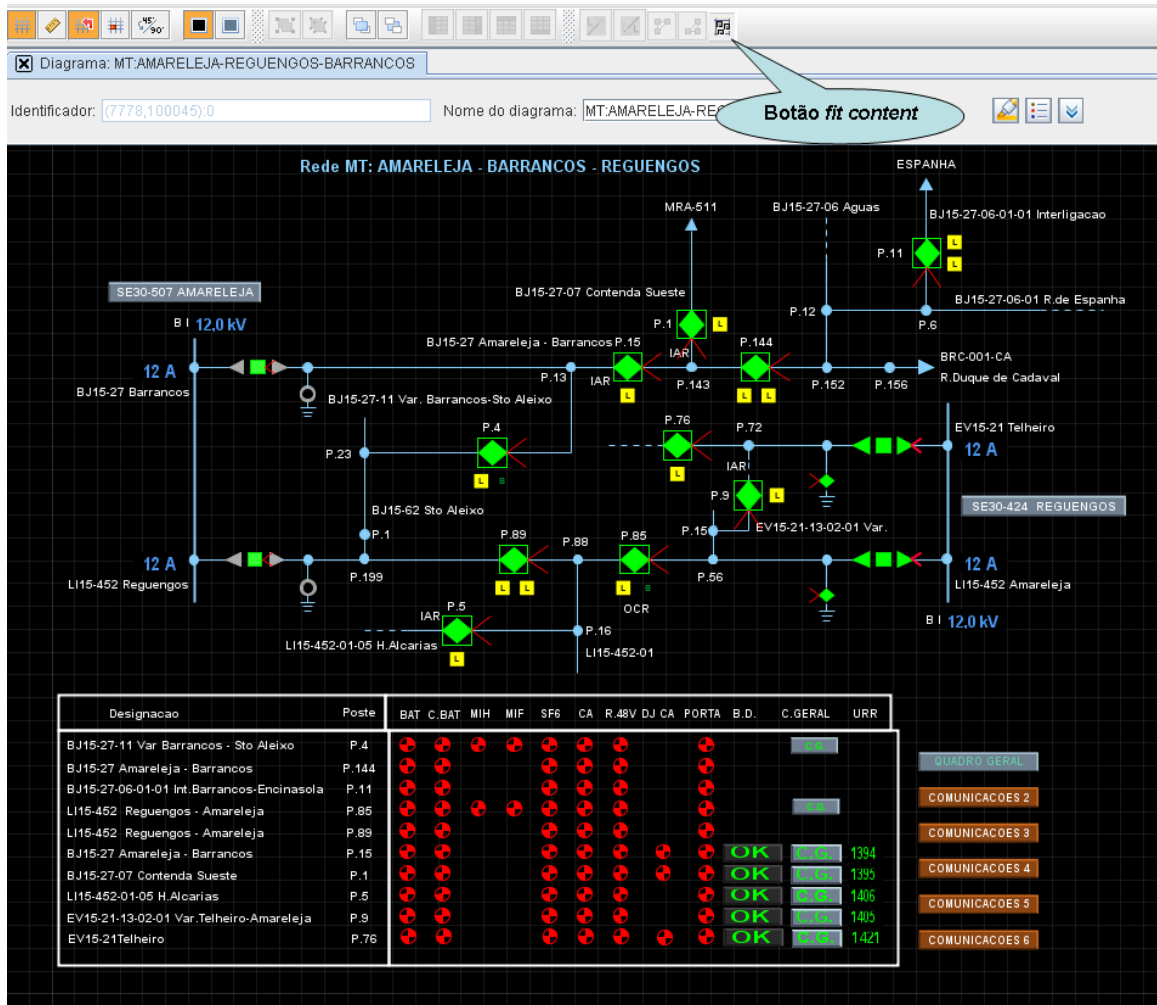 45°/90°
Diagrama: MT:AMARELEJA-REGUENGOS-BARRANCOS
Identificador: (7778,100045):0
Nome do diagrama: MT:AMARELEJA-REG
Botão fit content
Rede MT: AMARELEJA - BARRANCOS - REGUENGOS
ESPANHA
MRA-511
BJ15-27-06 Aguas
BJ15-27-06-01-01 Interligacao
L
P.11
L
SE30-507 AMARELEJA
BJ15-27-07 Contenda Sueste
BJ15-27-06-01 R.de Espanha
P.12
B I 12,0 kV
P.1
L
P.6
BJ15-27 Amareleja - Barrancos
P.15
IAR
P.144
BRC-001-CA
12 A
P.13
IAR
P.143
P.152
P.156
R.Duque de Cadaval
BJ15-27 Barrancos
L
L
L
BJ15-27-11 Var. Barrancos-Sto Aleixo
P.4
P.76
P.72
EV15-21 Telheiro
P.23
12 A
IAR
L
B
L
P.9
L
SE30-424 REGUENGOS
BJ15-62 Sto Aleixo
P.15
EV15-21-13-02-01 Var.
P.1
P.89
P.88
P.85
12 A
12 A
LI15-452 Reguengos
P.199
P.56
LI15-452 Amareleja
L
L
L
B
OCR
IAR
P.5
B I 12,0 kV
P.16
LI15-452-01-05 H.Alcarias
LI15-452-01
L
Designacao Poste BAT C.BAT MIH MIF SF6 CA R.48V DJ CA PORTA B.D. C.GERAL URR
BJ15-27-11 Var Barrancos - Sto Aleixo P.4 C.G.
BJ15-27 Amareleja - Barrancos P.144
BJ15-27-06-01-01 Int.Barrancos-Encinasola P.11
LI15-452 Reguengos - Amareleja P.85 C.G.
LI15-452 Reguengos - Amareleja P.89
BJ15-27 Amareleja - Barrancos P.15 OK C.G. 1394
BJ15-27-07 Contenda Sueste P.1 OK C.G. 1395
LI15-452-01-05 H.Alcarias P.5 OK C.G. 1406
EV15-21-13-02-01 Var.Telheiro-Amareleja P.9 OK C.G. 1405
EV15-21Telheiro P.76 OK C.G. 1421
QUADRO GERAL
COMUNICACOES 2
COMUNICACOES 3
COMUNICACOES 4
COMUNICACOES 5
COMUNICACOES 6